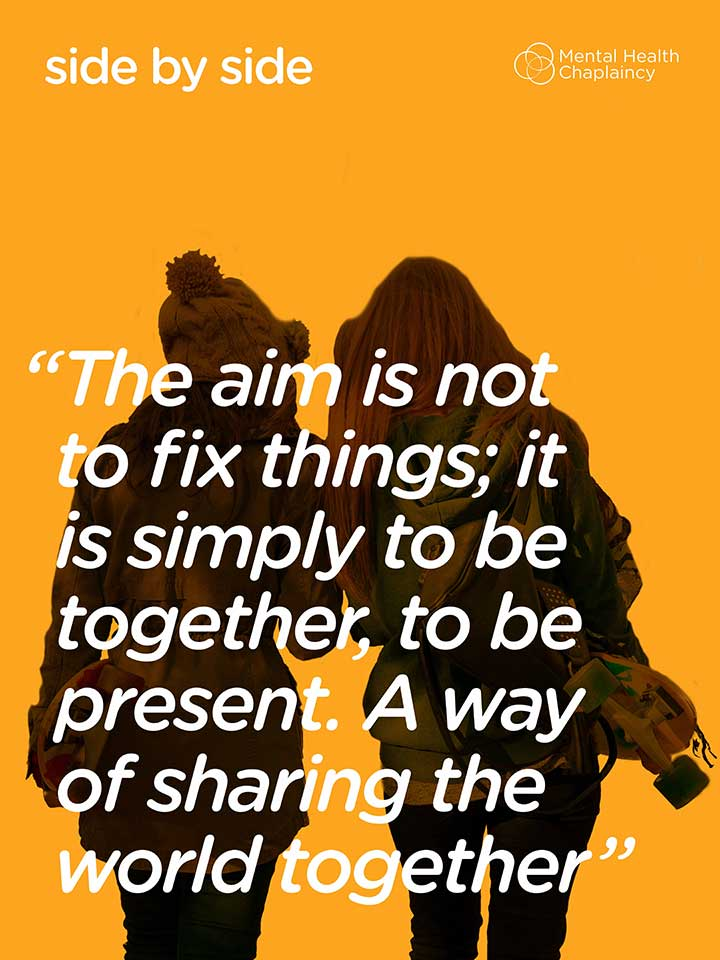 side by side
Mental Health
Chaplaincy
“The aim is not
to fix things; it
is simply to be
together, to be
present. A way
of sharing the
world together”